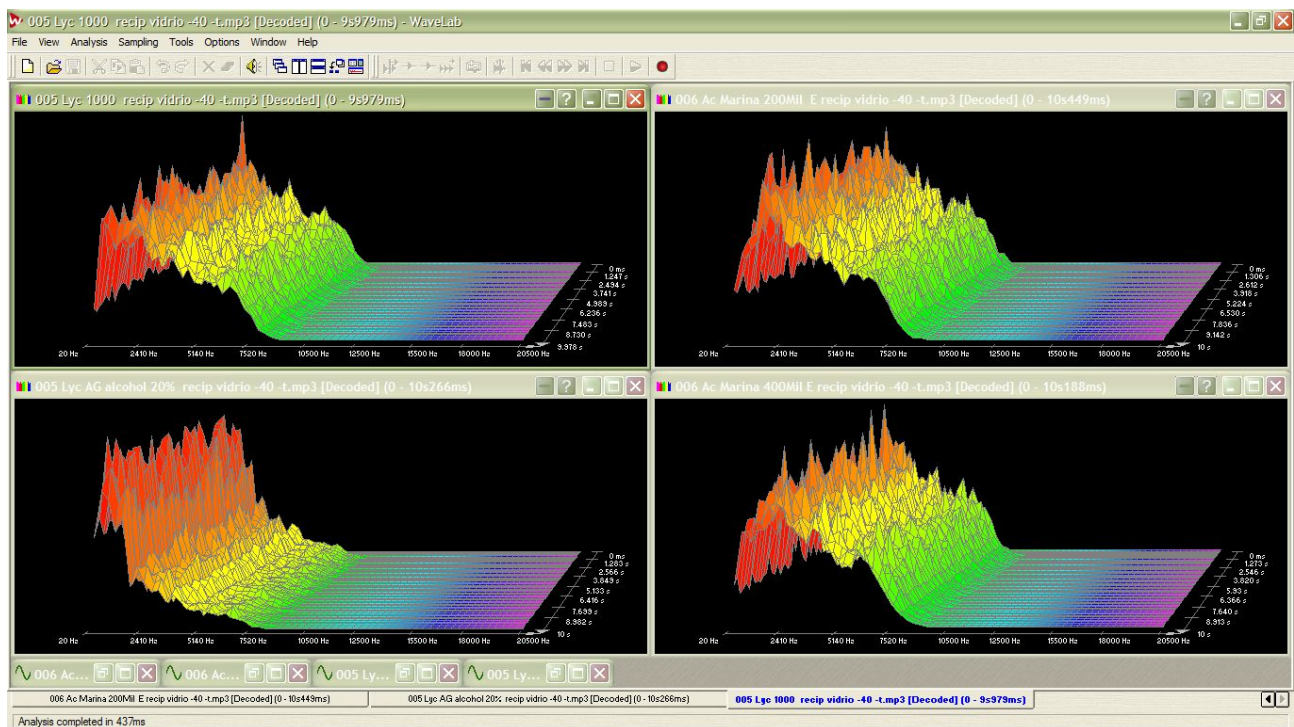 005 Lyc 1000 recip vidrio -40 -t.mp3 [Decoded] (0 - 9s979ms) - WaveLab
File View Analysis Sampling Tools Options Window Help
005 Lyc 1000 recip vidrio -40 -t.mp3 [Decoded] (0 - 9s979ms)
0 ms
1.247 s
2.494 s
3.741 s
4.989 s
6.236 s
7.483 s
8.730 s
9.978 s
20 Hz 2410 Hz 5140 Hz 7520 Hz 10500 Hz 12500 Hz 15000 Hz 18000 Hz 20500 Hz
006 Ac Marina 200Mil E recip vidrio -40 -t.mp3 [Decoded] (0 - 10s449ms)
0 ms
1.306 s
2.612 s
3.918 s
5.224 s
6.530 s
7.836 s
9.142 s
10 s
20 Hz 2410 Hz 5140 Hz 7520 Hz 10500 Hz 12500 Hz 15000 Hz 18000 Hz 20500 Hz
005 Lyc AG alcohol 20% recip vidrio -40 -t.mp3 [Decoded] (0 - 10s266ms)
0 ms
1.283 s
2.566 s
3.849 s
5.133 s
6.416 s
7.699 s
8.982 s
10 s
20 Hz 2410 Hz 5140 Hz 7520 Hz 10500 Hz 12500 Hz 15000 Hz 18000 Hz 20500 Hz
006 Ac Marina 400Mil E recip vidrio -40 -t.mp3 [Decoded] (0 - 10s188ms)
0 ms
1.273 s
2.546 s
3.820 s
5.93 s
6.366 s
7.640 s
8.913 s
10 s
20 Hz 2410 Hz 5140 Hz 7520 Hz 10500 Hz 12500 Hz 15000 Hz 18000 Hz 20500 Hz
006 Ac... 006 Ac... 005 Ly... 005 Ly...
006 Ac Marina 200Mil E recip vidrio -40 -t.mp3 [Decoded] (0 - 10s449ms) 005 Lyc AG alcohol 20% recip vidrio -40 -t.mp3 [Decoded] (0 - 10s266ms) 005 Lyc 1000 recip vidrio -40 -t.mp3 [Decoded] (0 - 9s979ms)
Analysis completed in 437ms